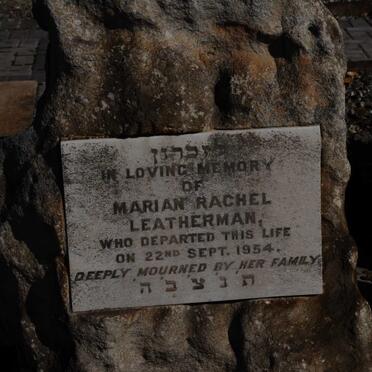 לזכרון
IN LOVING MEMORY
OF
MARIAN RACHEL
LEATHERMAN,
WHO DEPARTED THIS LIFE
ON 22ND SEPT. 1954.
DEEPLY MOURNED BY HER FAMILY.
תנצבה